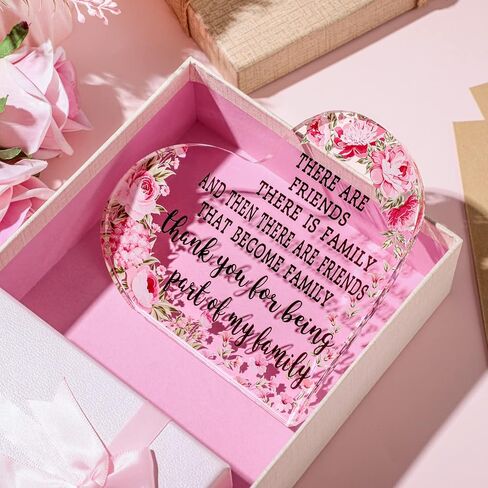 THERE ARE
FRIENDS
THERE IS FAMILY
AND THEN THERE ARE FRIENDS
THAT BECOME FAMILY
thank you for being
part of my family